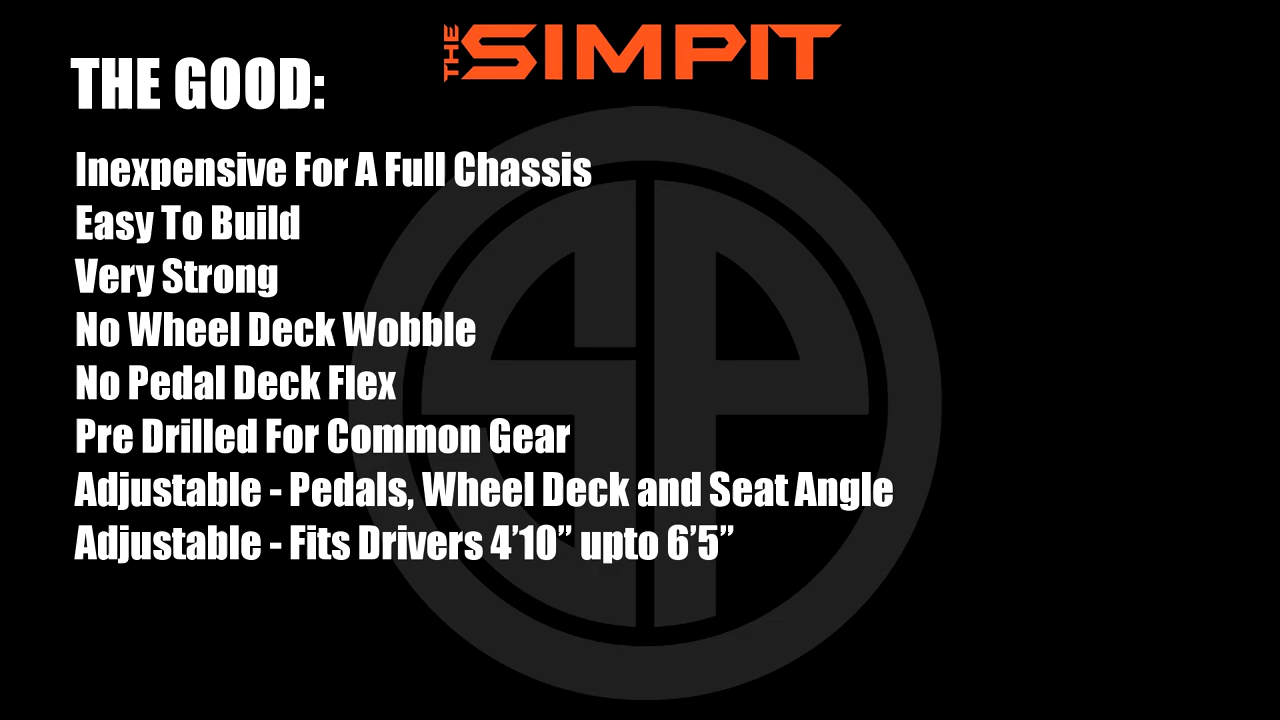 THE SIMPIT
THE GOOD:
Inexpensive For A Full Chassis
Easy To Build
Very Strong
No Wheel Deck Wobble
No Pedal Deck Flex
Pre Drilled For Common Gear
Adjustable - Pedals, Wheel Deck and Seat Angle
Adjustable - Fits Drivers 4’10” upto 6’5”